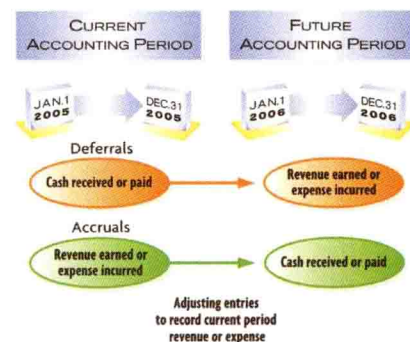 CURRENT
ACCOUNTING PERIOD
FUTURE
ACCOUNTING PERIOD
JAN.1
2005
DEC.31
2005
JAN.1
2006
DEC.31
2006
Deferrals
Cash received or paid
Revenue earned or
expense incurred
Accruals
Revenue earned or
expense incurred
Cash received or paid
Adjusting entries
to record current period
revenue or expense